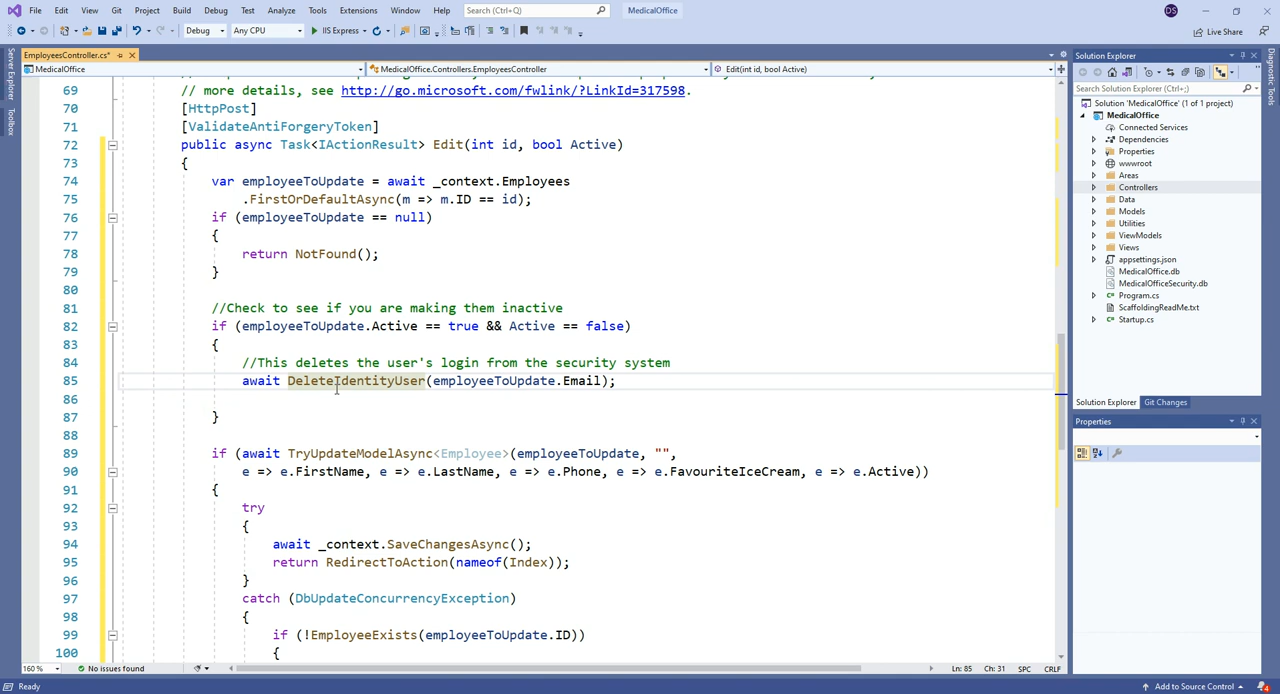 File Edit View Git Project Build Debug Test Analyze Tools Extensions Window Help Search (Ctrl+Q) MedicalOffice DS
Debug Any CPU IIS Express Live Share
EmployeesController.cs* Solution Explorer
MedicalOffice MedicalOffice.Controllers.EmployeesController Edit(int id, bool Active)
Server Explorer
Toolbox
Diagnostic Tools
69 // more details, see http://go.microsoft.com/fwlink/?LinkId=317598.
70 [HttpPost]
71 [ValidateAntiForgeryToken]
72 public async Task<IActionResult> Edit(int id, bool Active)
73 {
74 var employeeToUpdate = await _context.Employees
75 .FirstOrDefaultAsync(m => m.ID == id);
76 if (employeeToUpdate == null)
77 {
78 return NotFound();
79 }
80
81 //Check to see if you are making them inactive
82 if (employeeToUpdate.Active == true && Active == false)
83 {
84 //This deletes the user's login from the security system
85 await DeleteIdentityUser(employeeToUpdate.Email);
86
87 }
88
89 if (await TryUpdateModelAsync<Employee>(employeeToUpdate, "",
90 e => e.FirstName, e => e.LastName, e => e.Phone, e => e.FavouriteIceCream, e => e.Active))
91 {
92 try
93 {
94 await _context.SaveChangesAsync();
95 return RedirectToAction(nameof(Index));
96 }
97 catch (DbUpdateConcurrencyException)
98 {
99 if (!EmployeeExists(employeeToUpdate.ID))
100 {
160 % No issues found Ln: 85 Ch: 31 SPC CRLF
Search Solution Explorer (Ctrl+;)
Solution 'MedicalOffice' (1 of 1 project)
MedicalOffice
Connected Services
Dependencies
Properties
wwwroot
Areas
Controllers
Data
Models
Utilities
ViewModels
Views
appsettings.json
MedicalOffice.db
MedicalOfficeSecurity.db
Program.cs
ScaffoldingReadMe.txt
Startup.cs
Solution Explorer Git Changes
Properties
Ready Add to Source Control 4